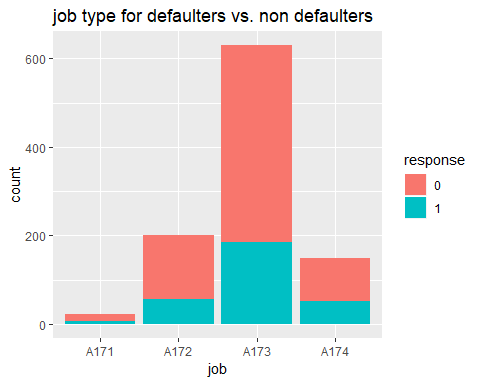 job type for defaulters vs. non defaulters
600
400
200
0
count
A171 A172 A173 A174
job
response
0
1